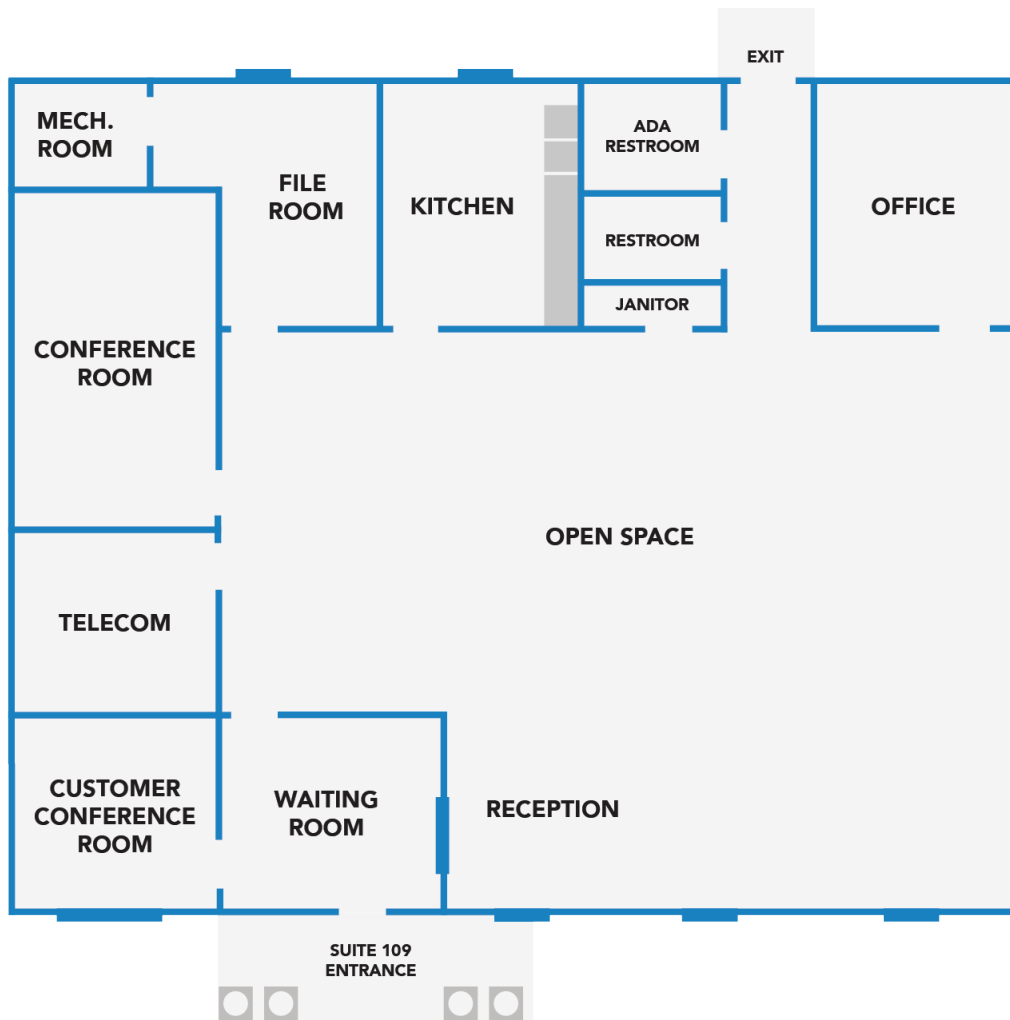 EXIT
MECH.
ROOM
ADA
RESTROOM
FILE
ROOM
KITCHEN
OFFICE
RESTROOM
JANITOR
CONFERENCE
ROOM
OPEN SPACE
TELECOM
CUSTOMER
CONFERENCE
ROOM
WAITING
ROOM
RECEPTION
SUITE 109
ENTRANCE